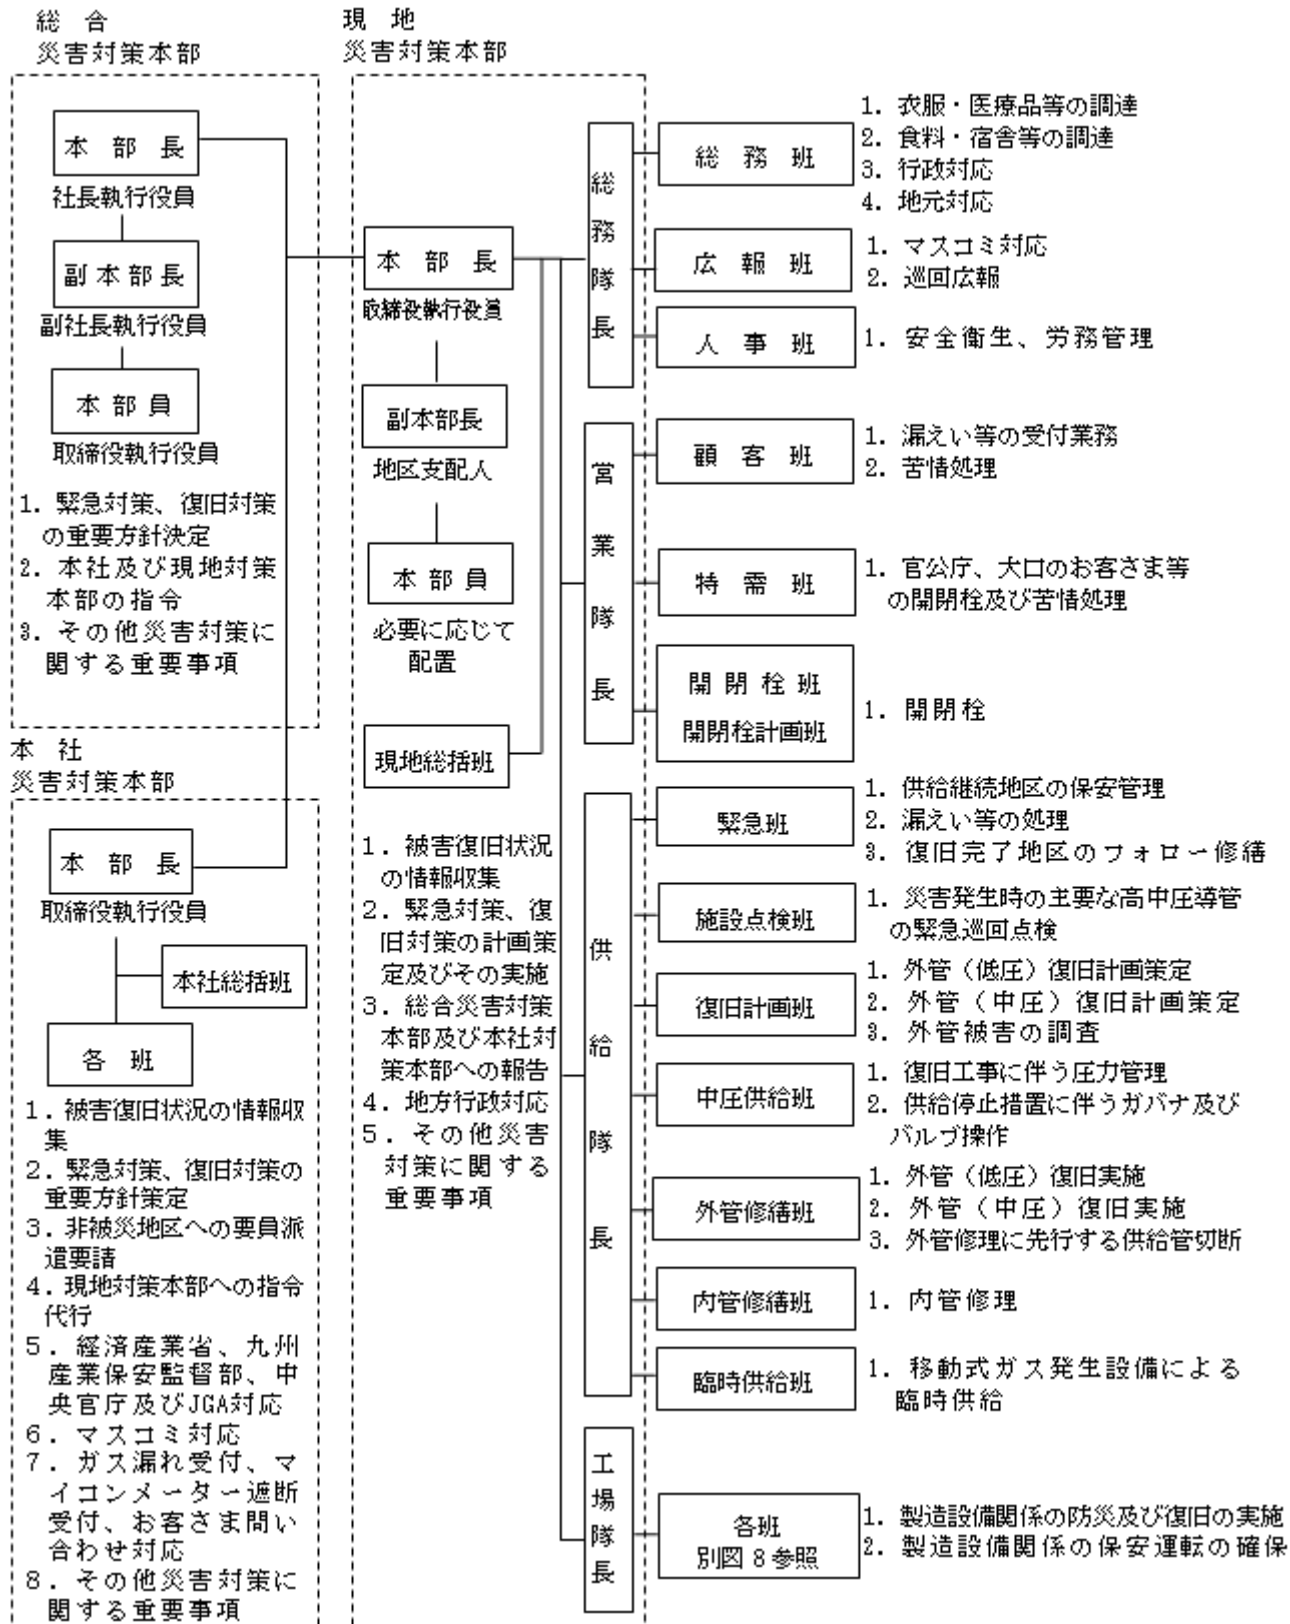 総 合
災害対策本部
本 部 長
社長執行役員
副本部長
副社長執行役員
本部員
取締役執行役員
1. 緊急対策、復旧対策
の重要方針決定
2. 本社及び現地対策
本部の指令
3. その他災害対策に
関する重要事項
本 社
災害対策本部
本 部 長
取締役執行役員
本社総括班
各 班
1. 被害復旧状況の情報収
集
2. 緊急対策、復旧対策の
重要方針策定
3. 非被災地区への要員派
遣要請
4. 現地対策本部への指令
代行
5. 経済産業省、九州
産業保安監督部、中
央官庁及びJGA対応
6. マスコミ対応
7. ガス漏れ受付、マ
イコンメーター遮断
受付、お客さま問い
合わせ対応
8. その他災害対策に
関する重要事項
現 地
災害対策本部
本 部 長
取締役執行役員
副本部長
地区支配人
本部員
必要に応じて
配置
現地総括班
1. 被害復旧状況
の情報収集
2. 緊急対策、復
旧対策の計画策
定及びその実施
3. 総合災害対策
本部及び本社対
策本部への報告
4. 地方行政対応
5. その他災害
対策に関する
重要事項
総務隊長
総 務 班
1. 衣服・医療品等の調達
2. 食料・宿舎等の調達
3. 行政対応
4. 地元対応
広 報 班
1. マスコミ対応
2. 巡回広報
人 事 班
1. 安全衛生、労務管理
営業隊長
顧 客 班
1. 漏えい等の受付業務
2. 苦情処理
特 需 班
1. 官公庁、大口のお客さま等
の開閉栓及び苦情処理
開閉栓班
開閉栓計画班
1. 開閉栓
供給隊長
緊急班
1. 供給継続地区の保安管理
2. 漏えい等の処理
3. 復旧完了地区のフォロー修繕
施設点検班
1. 災害発生時の主要な高中圧導管
の緊急巡回点検
復旧計画班
1. 外管（低圧）復旧計画策定
2. 外管（中圧）復旧計画策定
3. 外管被害の調査
中圧供給班
1. 復旧工事に伴う圧力管理
2. 供給停止措置に伴うガバナ及び
バルブ操作
外管修繕班
1. 外管（低圧）復旧実施
2. 外管（中圧）復旧実施
3. 外管修理に先行する供給管切断
内管修繕班
1. 内管修理
臨時供給班
1. 移動式ガス発生設備による
臨時供給
工場隊長
各班
別図8参照
1. 製造設備関係の防災及び復旧の実施
2. 製造設備関係の保安運転の確保